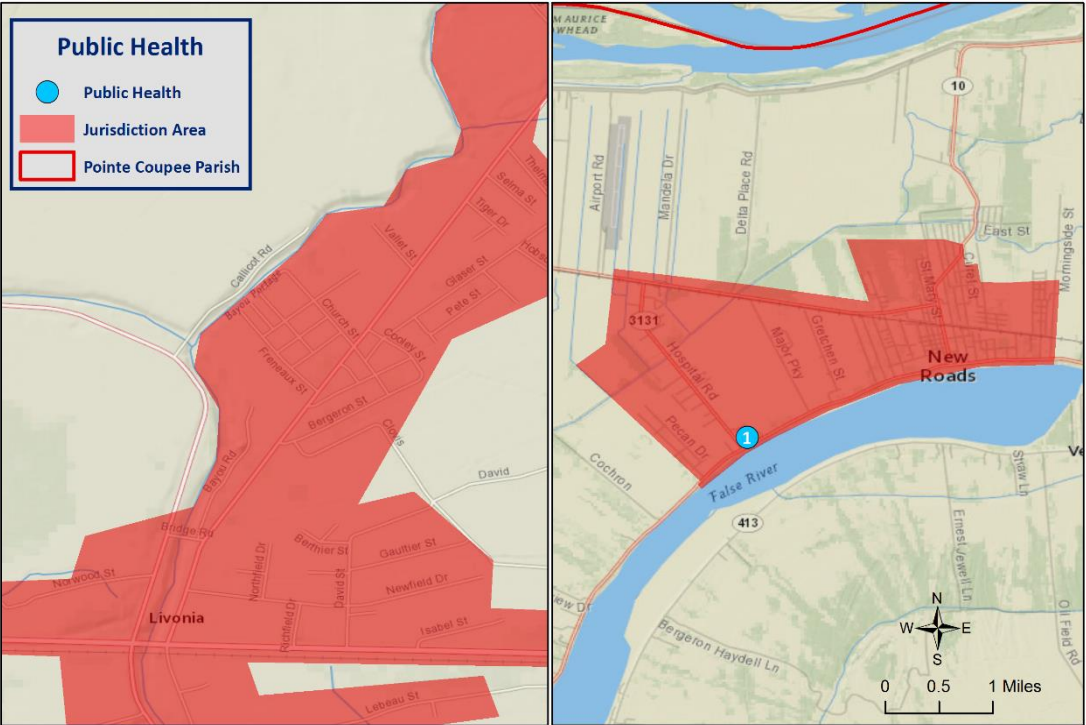 Public Health
Public Health
Jurisdiction Area
Pointe Coupee Parish
Selma St
Tiger Dr
Vallet St
Callicot Rd
Bayou Portage
Glaser St
Pete St
Church St
Cooley St
Freneaux St
Bergeron St
Clovis
Bayou Rd
David
Bridge Rd
Berthier St
Gaultier St
Norwood St
Northfield Dr
David St
Newfield Dr
Livonia
Richfield Dr
Isabel St
Lebeau St
10
Airport Rd
Mandela Dr
Delta Place Rd
Morningside St
East St
St Mary St
3131
Hospital Rd
Major Pky
Gretchen St
New
Roads
1
Pecan Dr
Cochron
False River
413
Shaw Ln
Ernest Jewell Ln
Oil Field Rd
Bergeron Haydell Ln
N
W
E
S
0 0.5 1 Miles